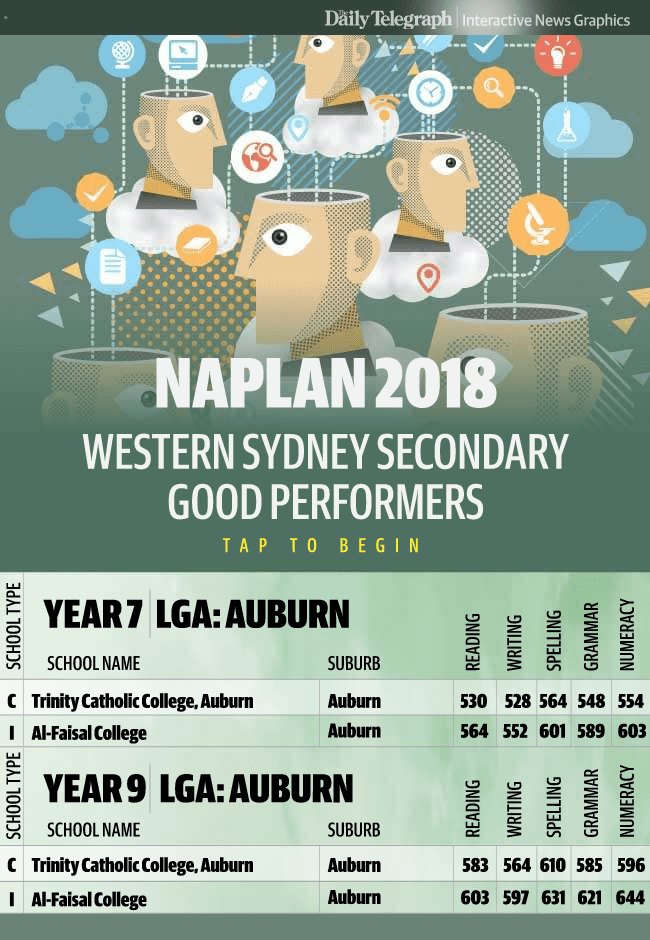 The Daily Telegraph | Interactive News Graphics
NAPLAN 2018
WESTERN SYDNEY SECONDARY
GOOD PERFORMERS
TAP TO BEGIN
SCHOOL TYPE
YEAR 7 | LGA: AUBURN
SCHOOL NAME SUBURB READING WRITING SPELLING GRAMMAR NUMERACY
C Trinity Catholic College, Auburn Auburn 530 528 564 548 554
I Al-Faisal College Auburn 564 552 601 589 603
SCHOOL TYPE
YEAR 9 | LGA: AUBURN
SCHOOL NAME SUBURB READING WRITING SPELLING GRAMMAR NUMERACY
C Trinity Catholic College, Auburn Auburn 583 564 610 585 596
I Al-Faisal College Auburn 603 597 631 621 644